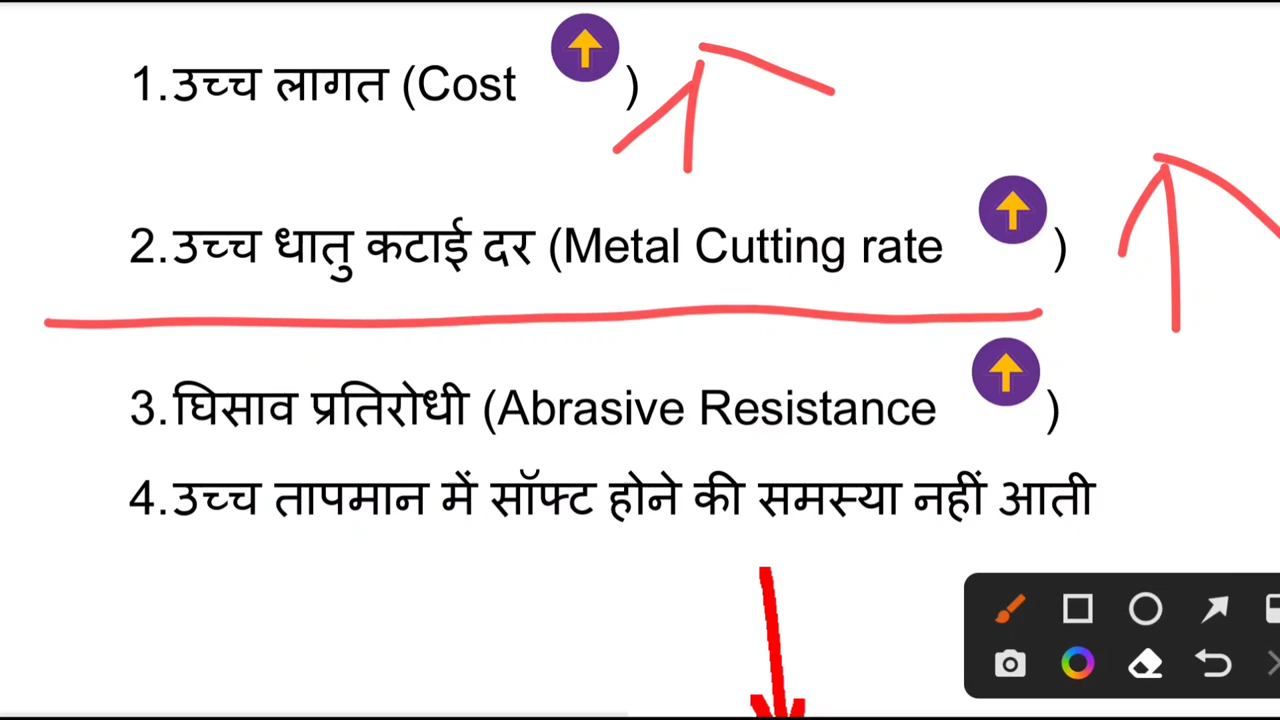 1.उच्च लागत (Cost )
2.उच्च धातु कटाई दर (Metal Cutting rate )
3.घिसाव प्रतिरोधी (Abrasive Resistance )
4.उच्च तापमान में सॉफ्ट होने की समस्या नहीं आती